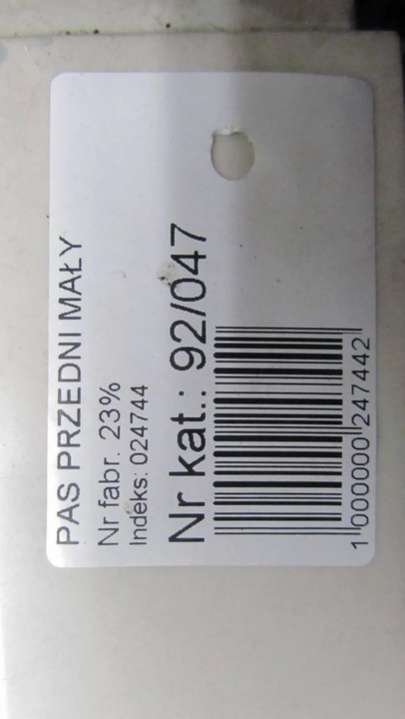 PAS PRZEDNI MAŁY
Nr fabr. 23%
Indeks: 024744
Nr kat.: 92/047
1 000000 247442